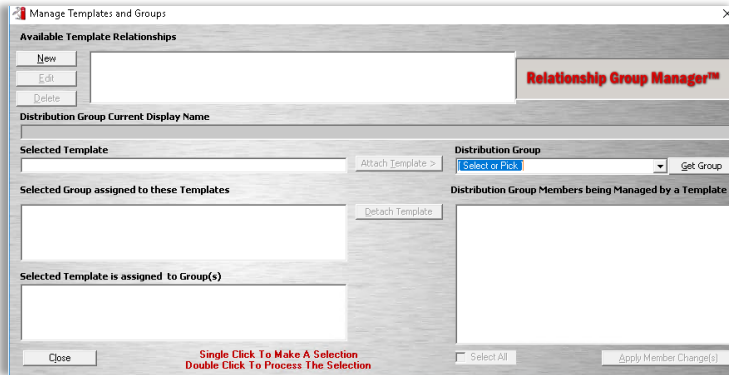 Manage Templates and Groups
Available Template Relationships
New
Edit
Delete
Relationship Group Manager™
Distribution Group Current Display Name
Selected Template
Attach Template >
Distribution Group
[ Select or Pick ]
Get Group
Selected Group assigned to these Templates
Detach Template
Distribution Group Members being Managed by a Template
Selected Template is assigned to Group(s)
Close
Single Click To Make A Selection
Double Click To Process The Selection
Select All
Apply Member Change(s)